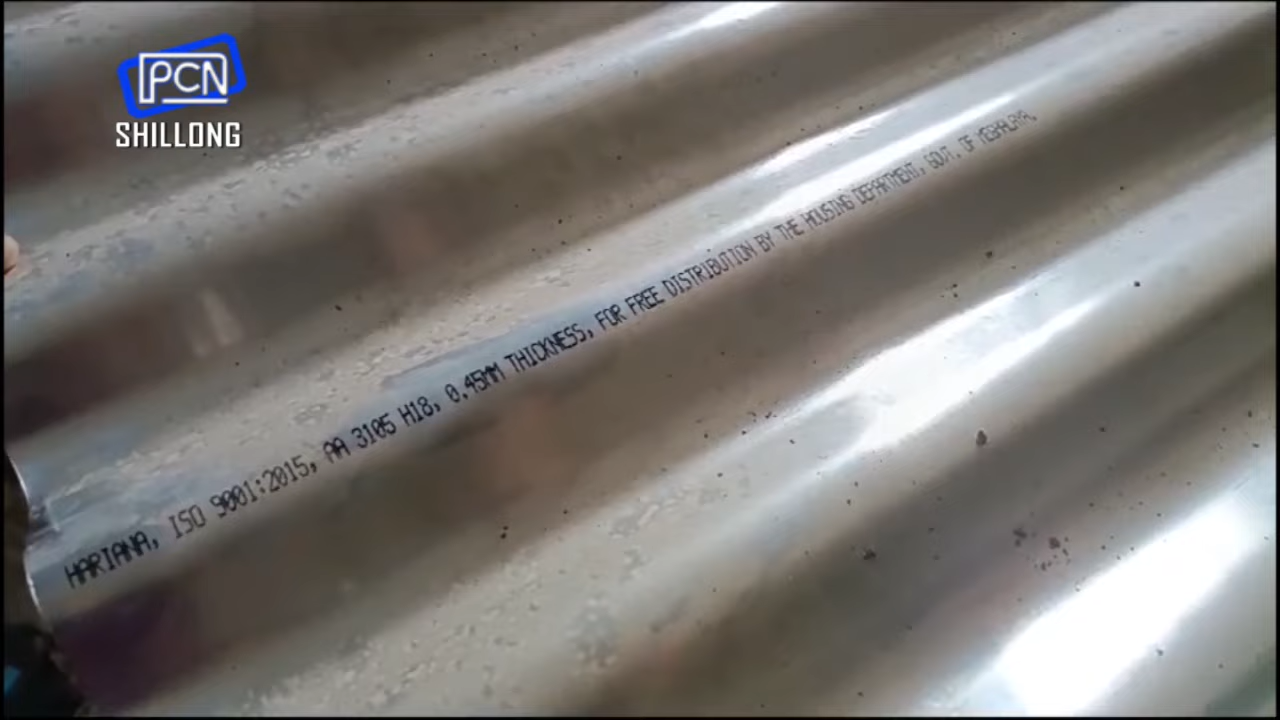 PCN
SHILLONG
HARIANA, ISO 9001:2015, AA 3105 H18, 0.45MM THICKNESS, FOR FREE DISTRIBUTION BY THE HOUSING DEPARTMENT, GOVT. OF MEGHALAYA.